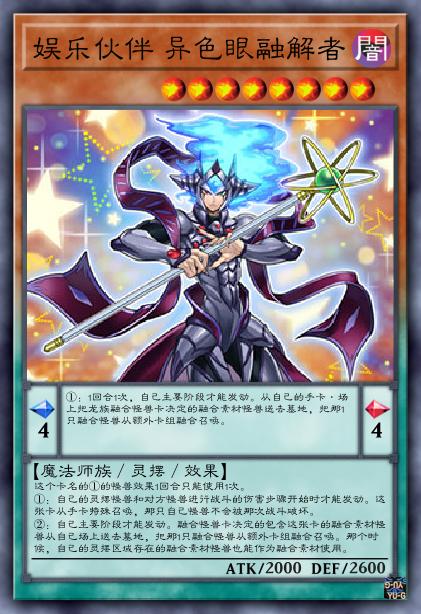 娱乐伙伴 异色眼融解者 闇
①：1回合1次，自己主要阶段才能发动。从自己的手卡·场
上把龙族融合怪兽卡决定的融合素材怪兽送去墓地，把那1
只融合怪兽从额外卡组融合召唤。
4
4
【魔法师族／灵摆／效果】
这个卡名的①的怪兽效果1回合只能使用1次。
①：自己的灵摆怪兽和对方怪兽进行战斗的伤害步骤开始时才能发动。这
张卡从手卡特殊召唤，那只自己怪兽不会被那次战斗破坏。
②：自己主要阶段才能发动。融合怪兽卡决定的包含这张卡的融合素材怪
兽从自己场上送去墓地，把那1只融合怪兽从额外卡组融合召唤。那个时
候，自己的灵摆区域存在的融合素材怪兽也能作为融合素材使用。
ATK/2000 DEF/2600